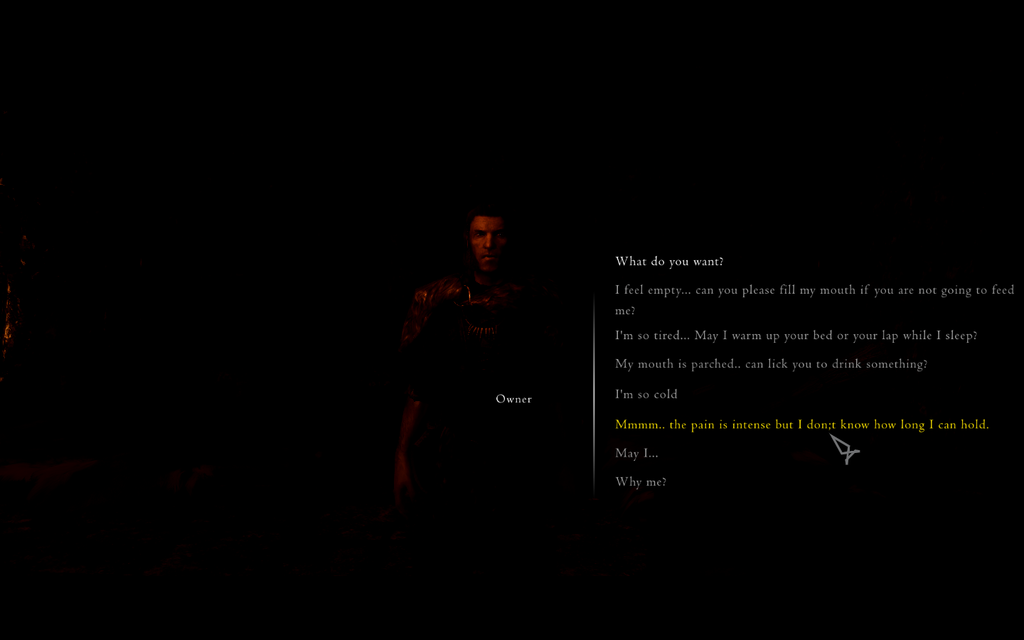 What do you want?
I feel empty... can you please fill my mouth if you are not going to feed
me?
I'm so tired... May I warm up your bed or your lap while I sleep?
My mouth is parched.. can lick you to drink something?
I'm so cold
Owner
Mmmm.. the pain is intense but I don;t know how long I can hold.
May I...
Why me?